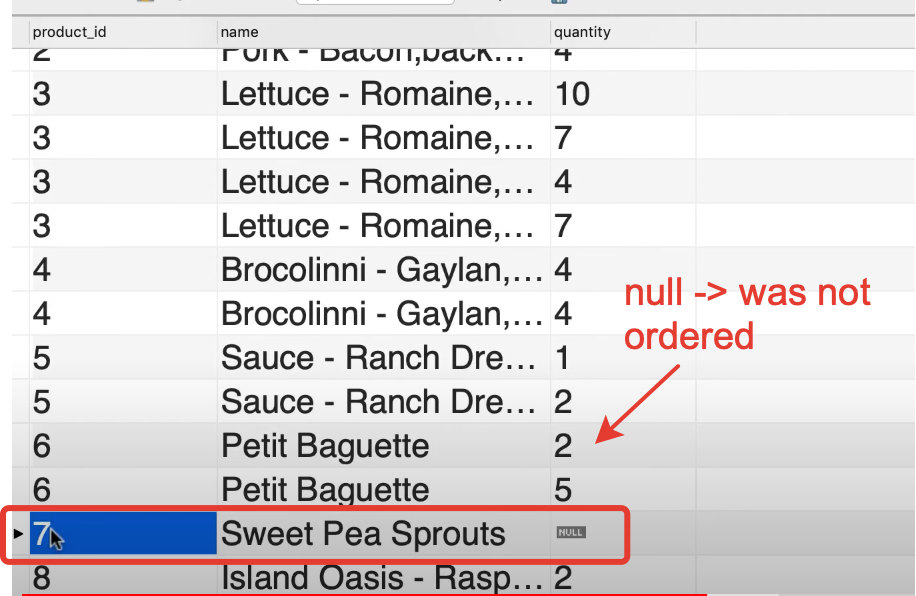 product_id name quantity
2 Pork - Bacon,back... 4
3 Lettuce - Romaine,... 10
3 Lettuce - Romaine,... 7
3 Lettuce - Romaine,... 4
3 Lettuce - Romaine,... 7
4 Brocolinni - Gaylan,... 4
4 Brocolinni - Gaylan,... 4
null -> was not
ordered
5 Sauce - Ranch Dre... 1
5 Sauce - Ranch Dre... 2
6 Petit Baguette 2
6 Petit Baguette 5
7 Sweet Pea Sprouts NULL
8 Island Oasis - Rasp... 2